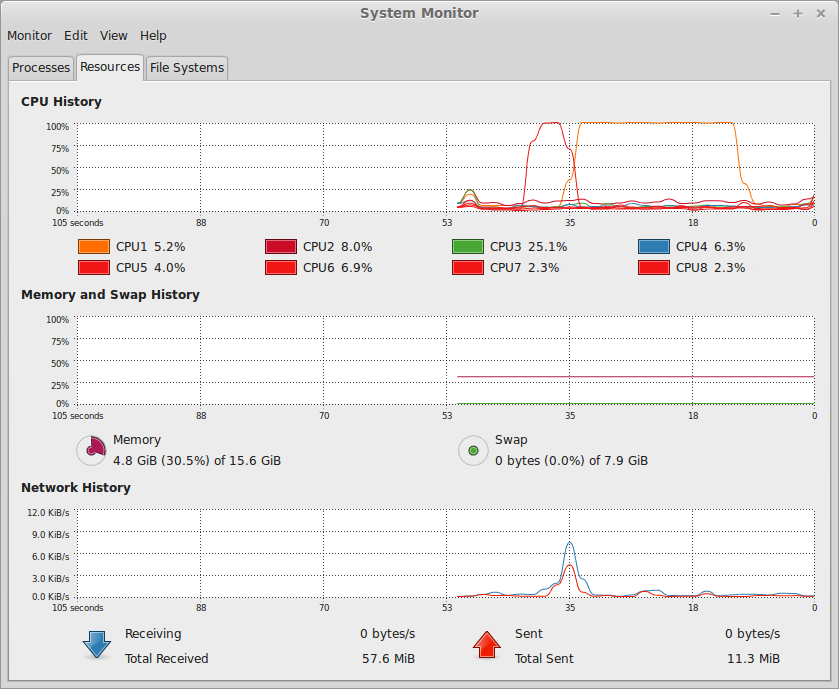 System Monitor
Monitor Edit View Help
Processes Resources File Systems
CPU History
100%
75%
50%
25%
0%
105 seconds 88 70 53 35 18 0
CPU1 5.2% CPU2 8.0% CPU3 25.1% CPU4 6.3%
CPU5 4.0% CPU6 6.9% CPU7 2.3% CPU8 2.3%
Memory and Swap History
100%
75%
50%
25%
0%
105 seconds 88 70 53 35 18 0
Memory Swap
4.8 GiB (30.5%) of 15.6 GiB 0 bytes (0.0%) of 7.9 GiB
Network History
12.0 KiB/s
9.0 KiB/s
6.0 KiB/s
3.0 KiB/s
0.0 KiB/s
105 seconds 88 70 53 35 18 0
Receiving 0 bytes/s Sent 0 bytes/s
Total Received 57.6 MiB Total Sent 11.3 MiB